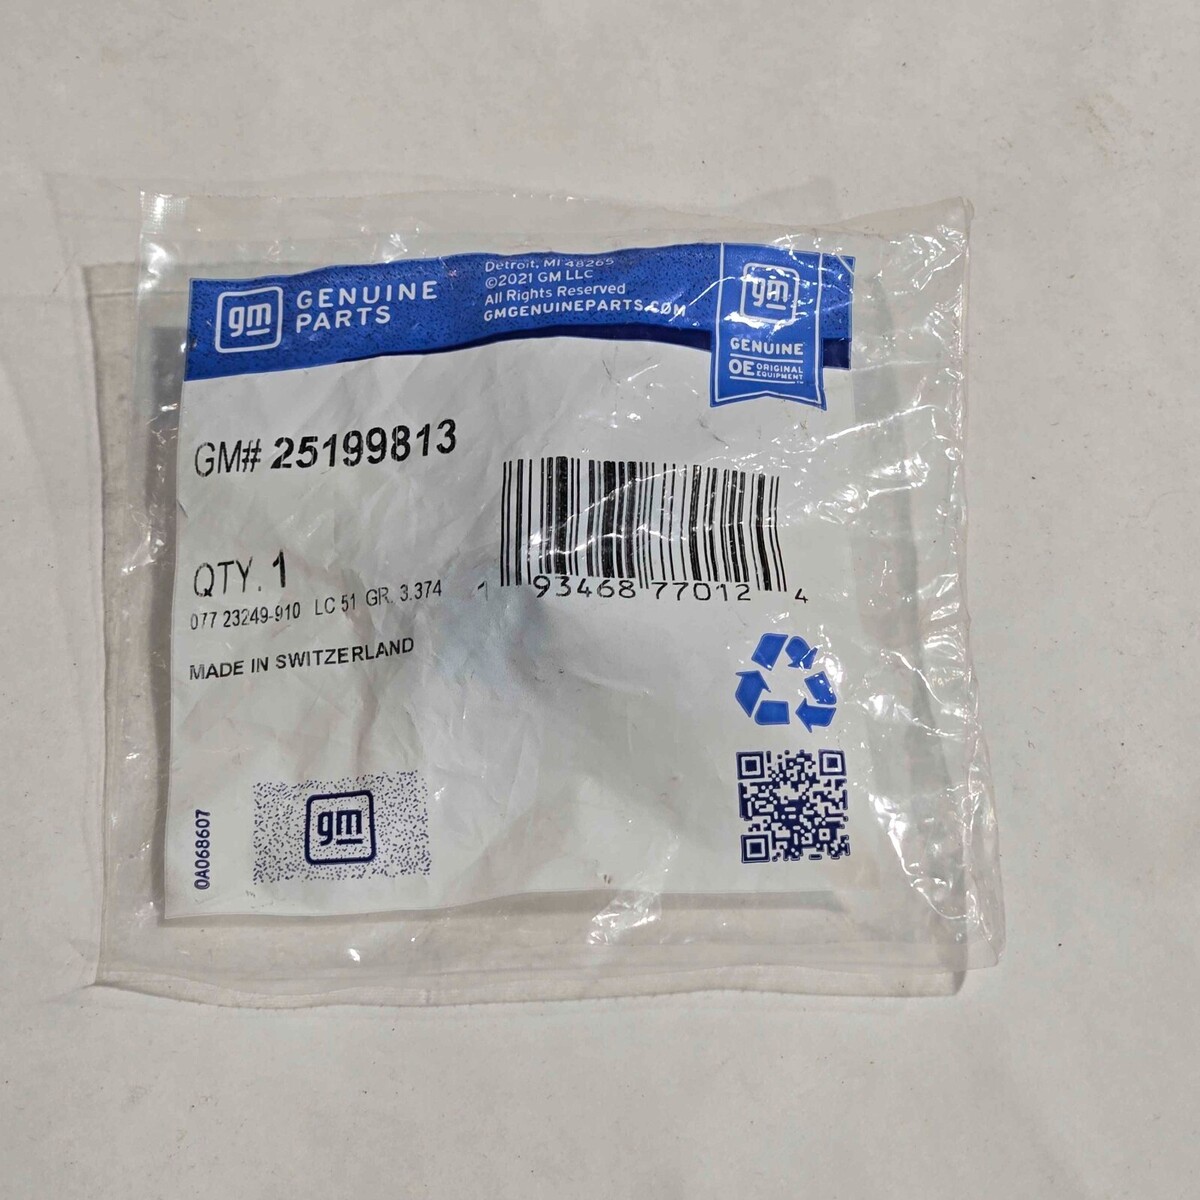 gm GENUINE PARTS
Detroit, MI 48265
©2021 GM LLC
All Rights Reserved
GMGENUINEPARTS.COM
gm
GENUINE
OE ORIGINAL EQUIPMENT™
GM# 25199813
QTY. 1
077 23249-910 LC 51 GR. 3.374
1 93468 77012 4
MADE IN SWITZERLAND
0A068607
gm